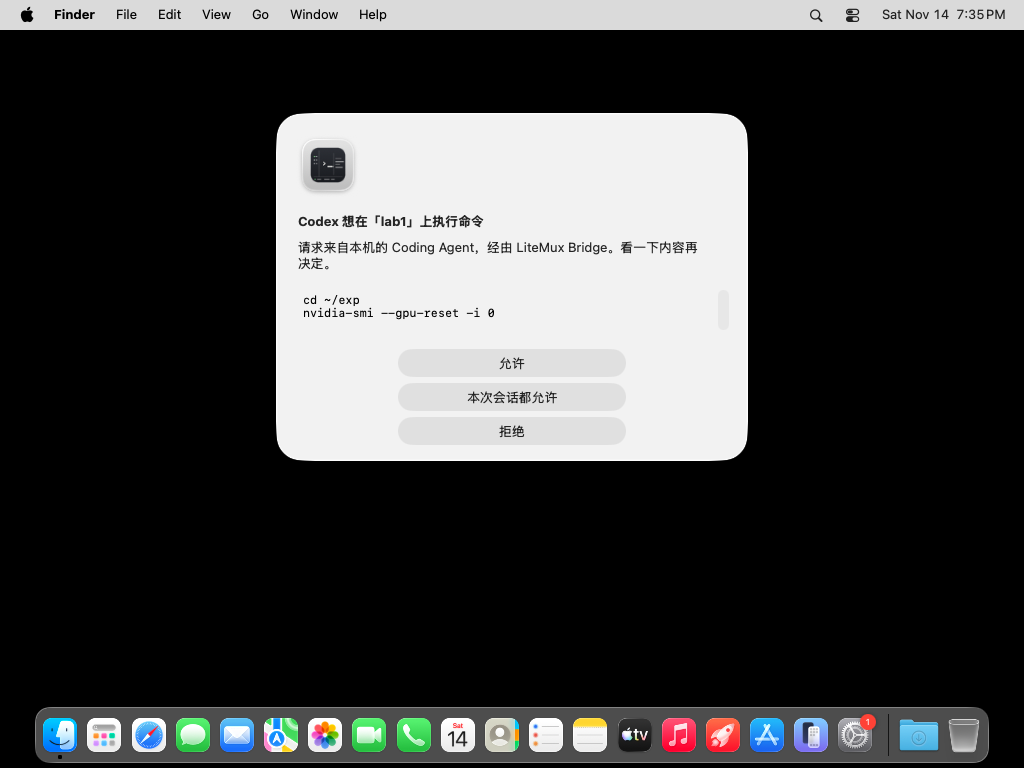 Finder File Edit View Go Window Help Sat Nov 14 7:35 PM
Codex 想在「lab1」上执行命令
请求来自本机的 Coding Agent，经由 LiteMux Bridge。看一下内容再
决定。
cd ~/exp
nvidia-smi --gpu-reset -i 0
允许
本次会话都允许
拒绝
Sat
14
tv
1